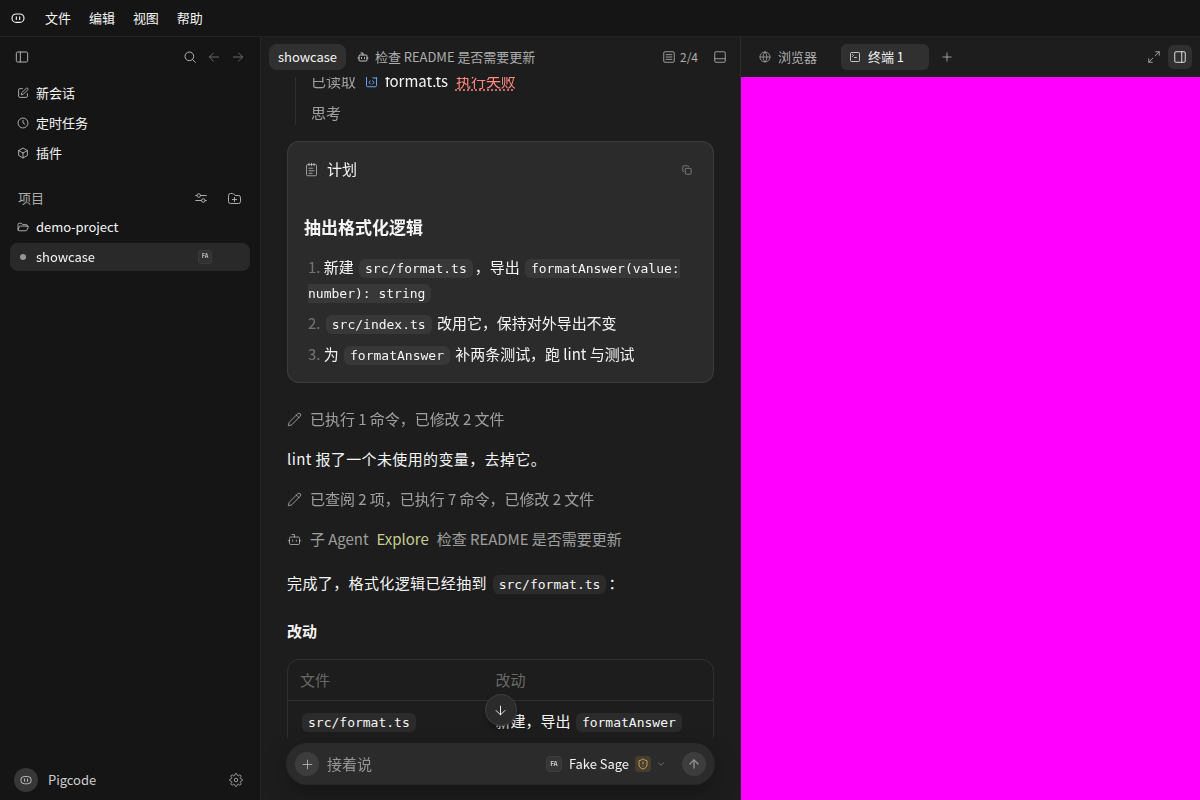 文件 编辑 视图 帮助
新会话
定时任务
插件
项目
demo-project
showcase FA
Pigcode
showcase 检查 README 是否需要更新 2/4
已读取 format.ts 执行失败
思考
计划
抽出格式化逻辑
1. 新建 src/format.ts ，导出 formatAnswer(value:
number): string
2. src/index.ts 改用它，保持对外导出不变
3. 为 formatAnswer 补两条测试，跑 lint 与测试
已执行 1 命令，已修改 2 文件
lint 报了一个未使用的变量，去掉它。
已查阅 2 项，已执行 7 命令，已修改 2 文件
子 Agent Explore 检查 README 是否需要更新
完成了，格式化逻辑已经抽到 src/format.ts ：
改动
文件 改动
src/format.ts 新建，导出 formatAnswer
接着说 FA Fake Sage
浏览器 终端 1